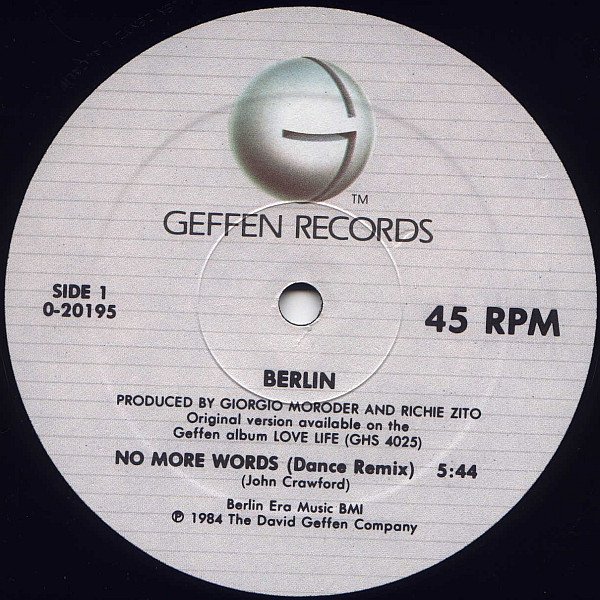 TM
GEFFEN RECORDS
SIDE 1
0-20195
45 RPM
BERLIN
PRODUCED BY GIORGIO MORODER AND RICHIE ZITO
Original version available on the
Geffen album LOVE LIFE (GHS 4025)
NO MORE WORDS (Dance Remix) 5:44
(John Crawford)
Berlin Era Music BMI
℗ 1984 The David Geffen Company